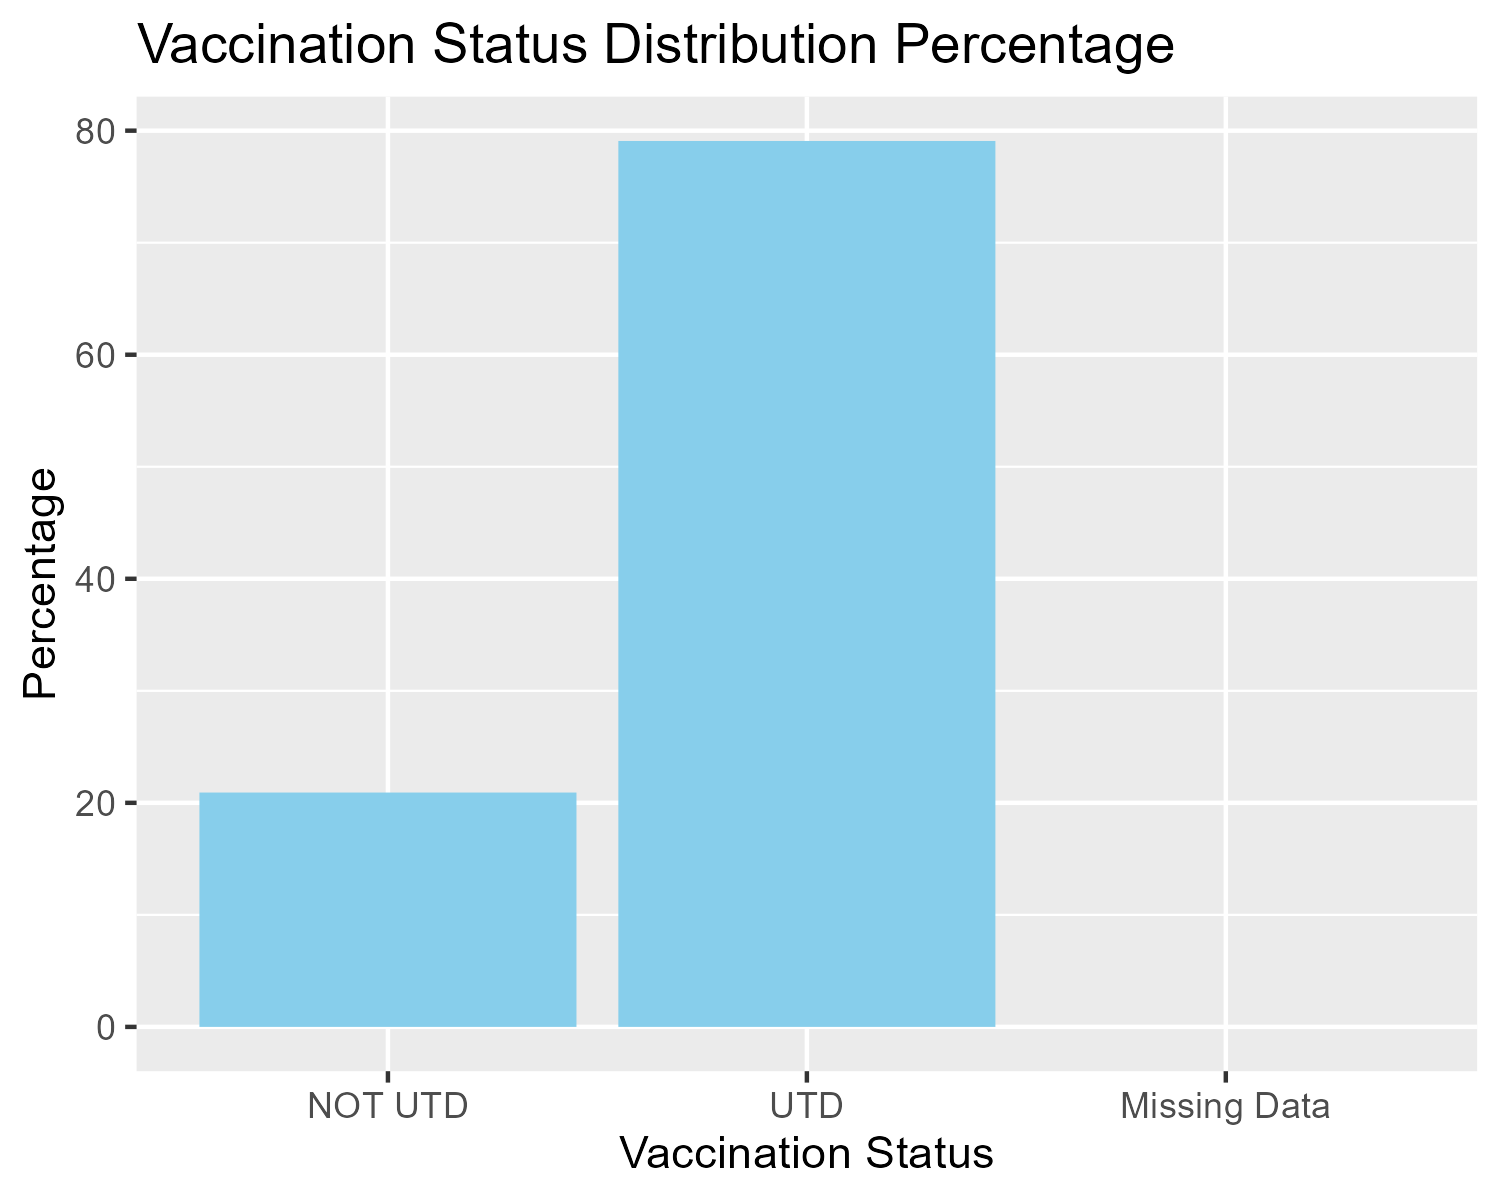 Vaccination Status Distribution Percentage
Percentage
80
60
40
20
0
NOT UTD
UTD
Missing Data
Vaccination Status